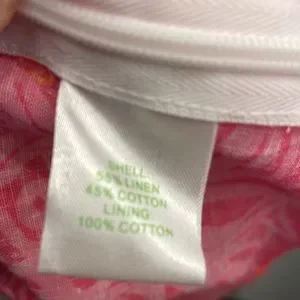 SHELL
55% LINEN
45% COTTON
LINING
100% COTTON